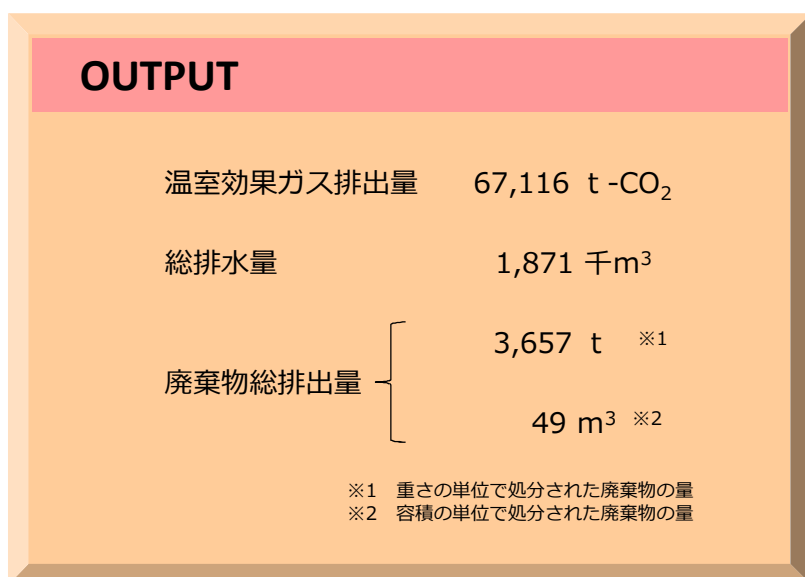 OUTPUT
温室効果ガス排出量 67,116 t -CO₂
総排水量 1,871 千m³
3,657 t ※1
廃棄物総排出量
49 m³ ※2
※1 重さの単位で処分された廃棄物の量
※2 容積の単位で処分された廃棄物の量